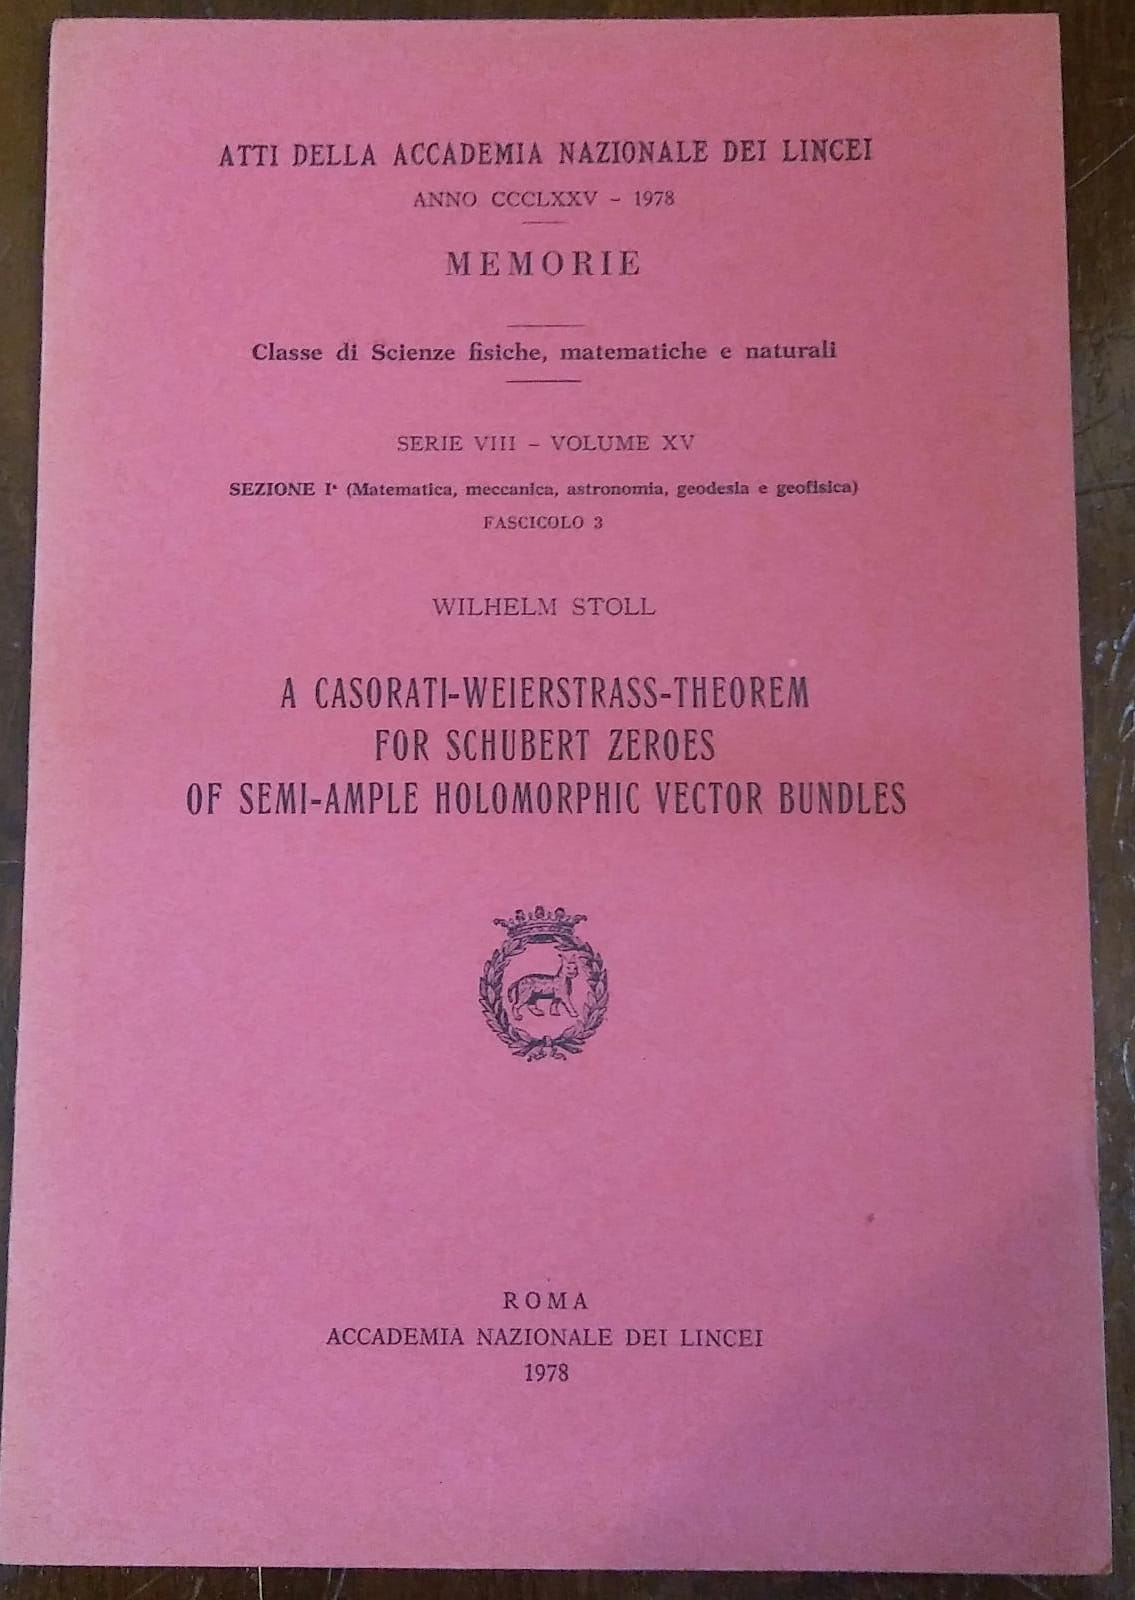 ATTI DELLA ACCADEMIA NAZIONALE DEI LINCEI
ANNO CCCLXXV – 1978
MEMORIE
Classe di Scienze fisiche, matematiche e naturali
SERIE VIII – VOLUME XV
SEZIONE Iª (Matematica, meccanica, astronomia, geodesia e geofisica)
FASCICOLO 3
WILHELM STOLL
A CASORATI-WEIERSTRASS-THEOREM
FOR SCHUBERT ZEROES
OF SEMI-AMPLE HOLOMORPHIC VECTOR BUNDLES
ROMA
ACCADEMIA NAZIONALE DEI LINCEI
1978